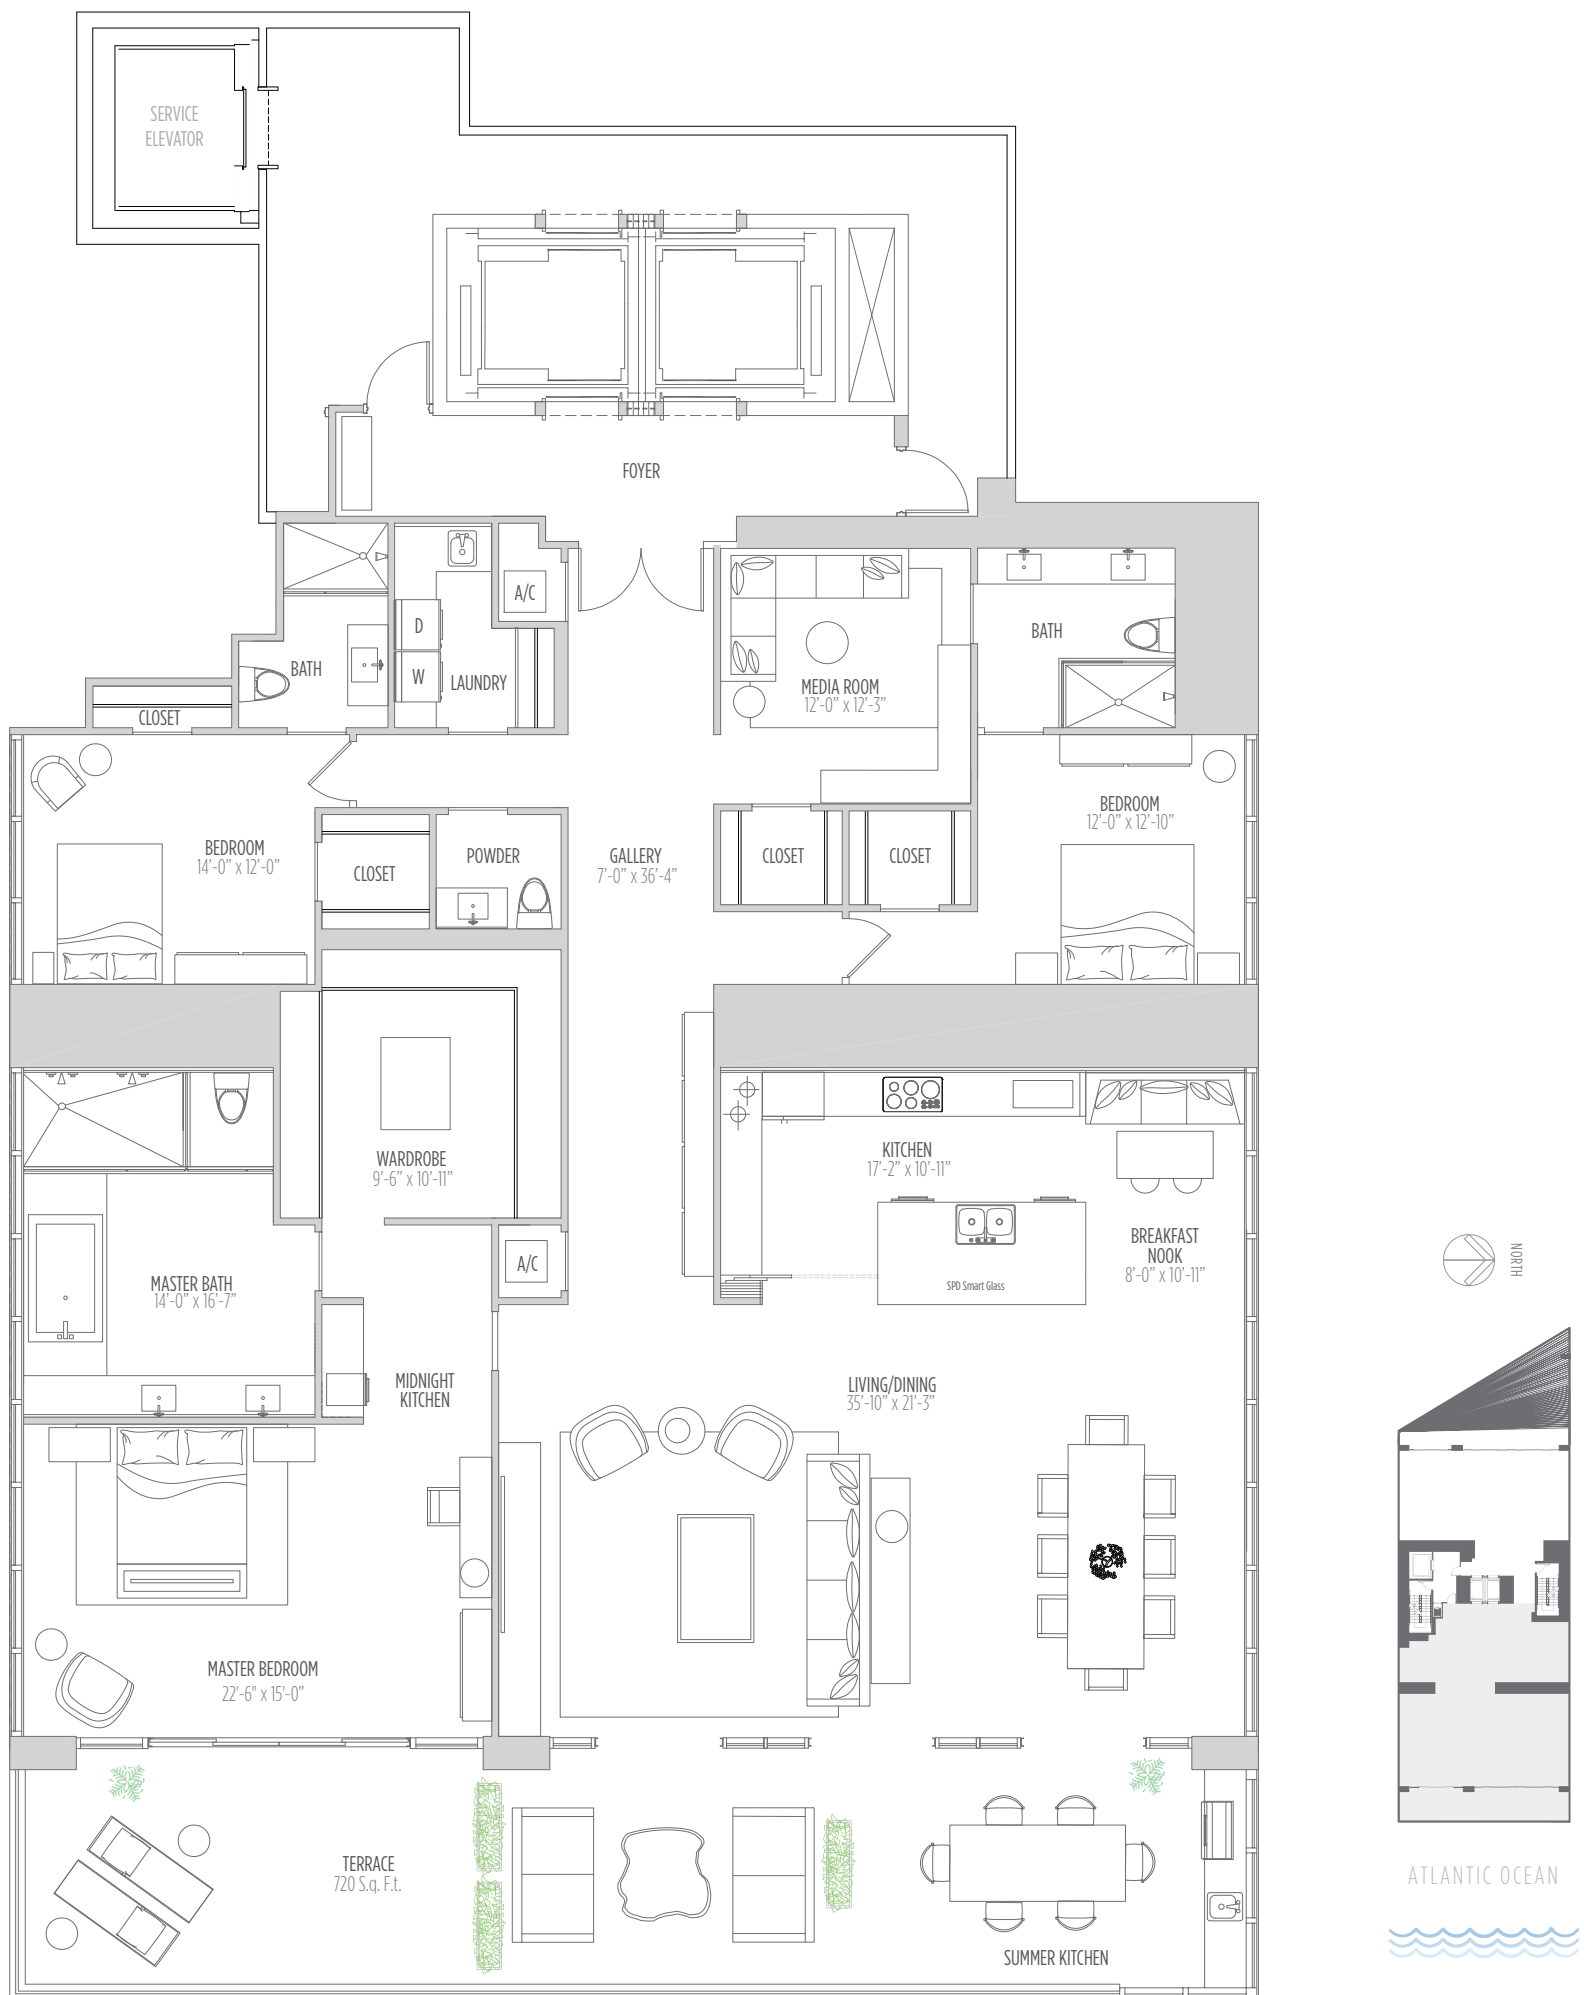 SERVICE
ELEVATOR
FOYER
A/C
D
W
BATH
LAUNDRY
CLOSET
MEDIA ROOM
12'-0" x 12'-3"
BATH
BEDROOM
14'-0" x 12'-0"
CLOSET
POWDER
GALLERY
7'-0" x 36'-4"
CLOSET
CLOSET
BEDROOM
12'-0" x 12'-10"
WARDROBE
9'-6" x 10'-11"
KITCHEN
17'-2" x 10'-11"
BREAKFAST
NOOK
8'-0" x 10'-11"
SPD Smart Glass
A/C
MASTER BATH
14'-0" x 16'-7"
MIDNIGHT
KITCHEN
LIVING/DINING
35'-10" x 21'-3"
MASTER BEDROOM
22'-6" x 15'-0"
TERRACE
720 S.q. F.t.
SUMMER KITCHEN
NORTH
ATLANTIC OCEAN